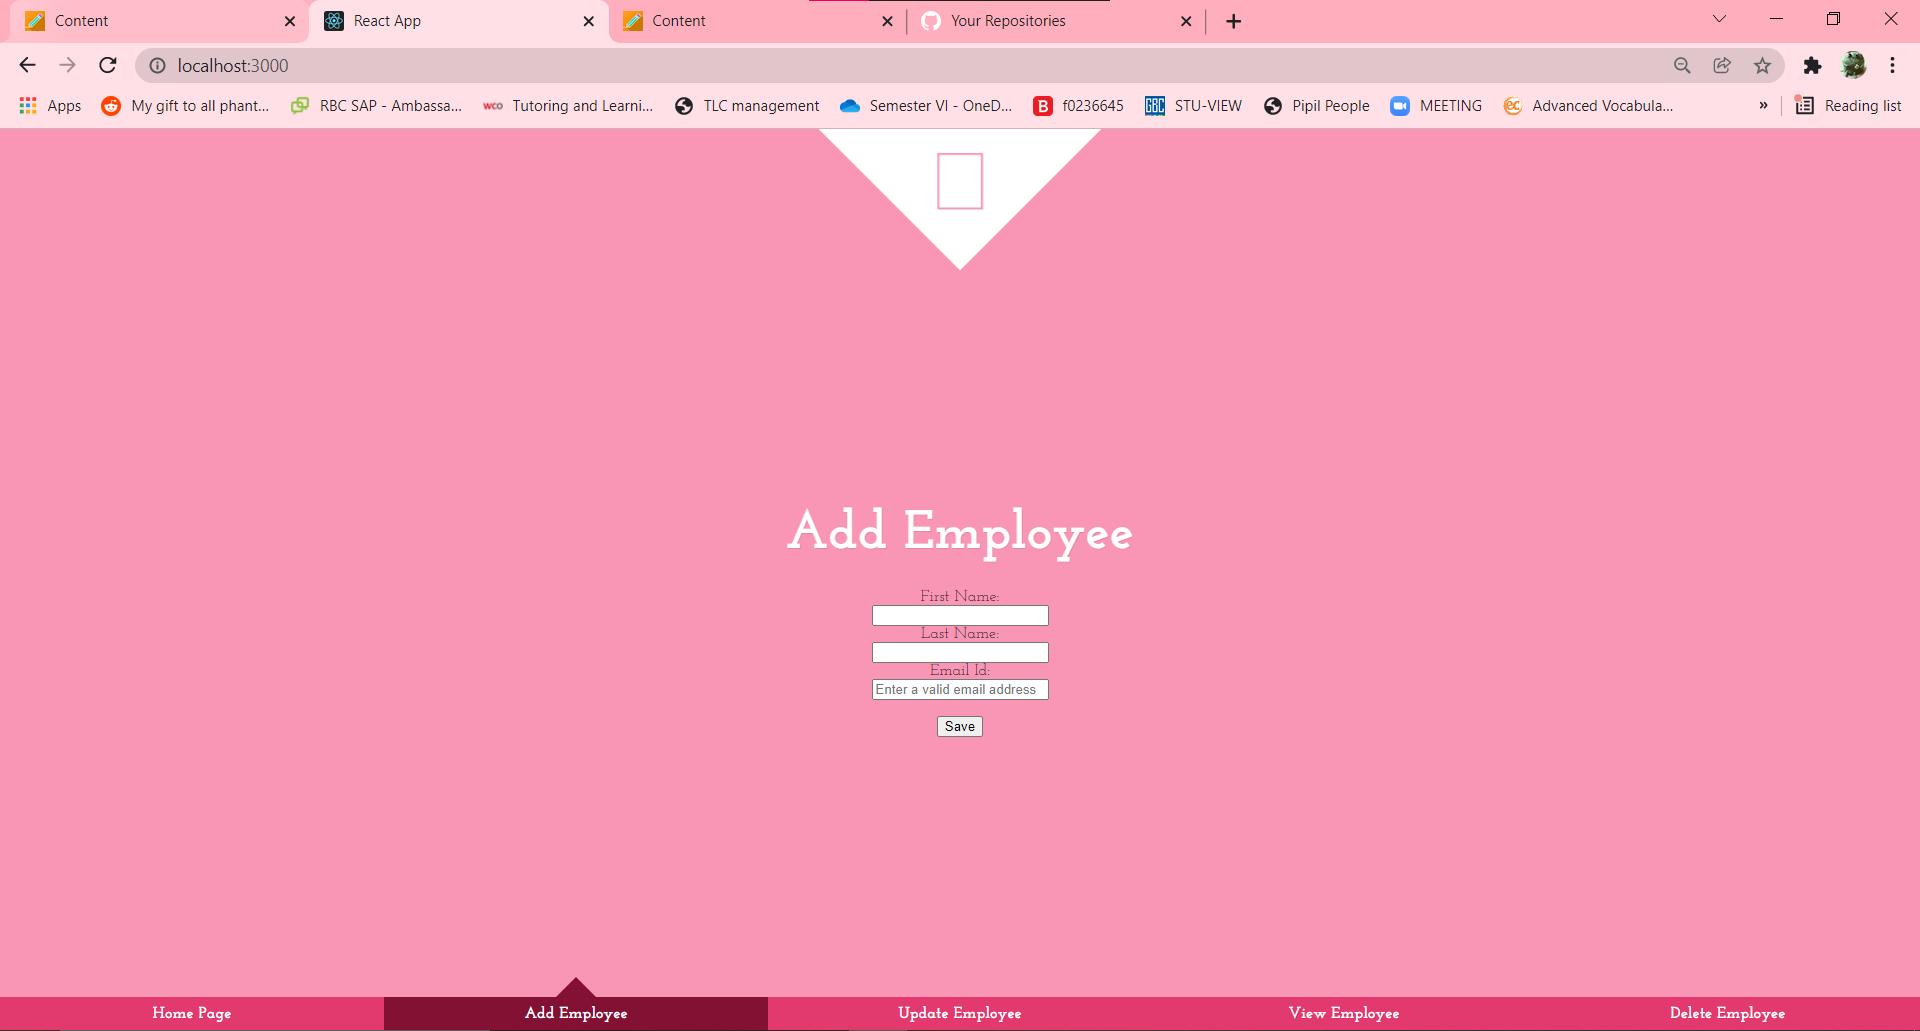 Content
React App
Content
Your Repositories
localhost:3000
Apps
My gift to all phant...
RBC SAP - Ambassa...
wco
Tutoring and Learni...
TLC management
Semester VI - OneD...
B
f0236645
GBC
STU-VIEW
Pipil People
MEETING
ec
Advanced Vocabula...
»
Reading list
Add Employee
First Name:
Last Name:
Email Id:
Enter a valid email address
Save
Home Page
Add Employee
Update Employee
View Employee
Delete Employee